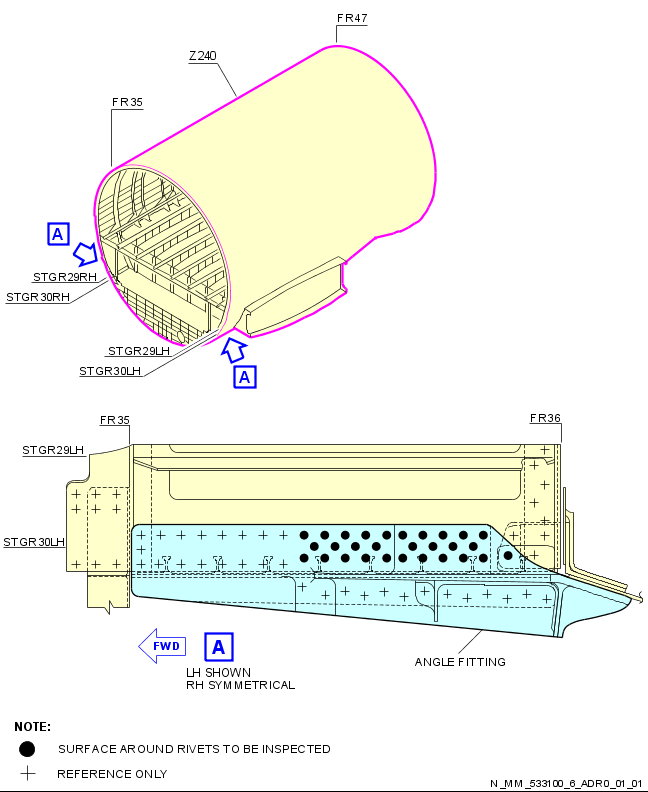 FR47
Z240
FR35
A
STGR29RH
STGR30RH
STGR29LH
STGR30LH
A
FR35
FR36
STGR29LH
STGR30LH
FWD
A
LH SHOWN
RH SYMMETRICAL
ANGLE FITTING
NOTE:
SURFACE AROUND RIVETS TO BE INSPECTED
REFERENCE ONLY
N_MM_533100_6_ADR0_01_01